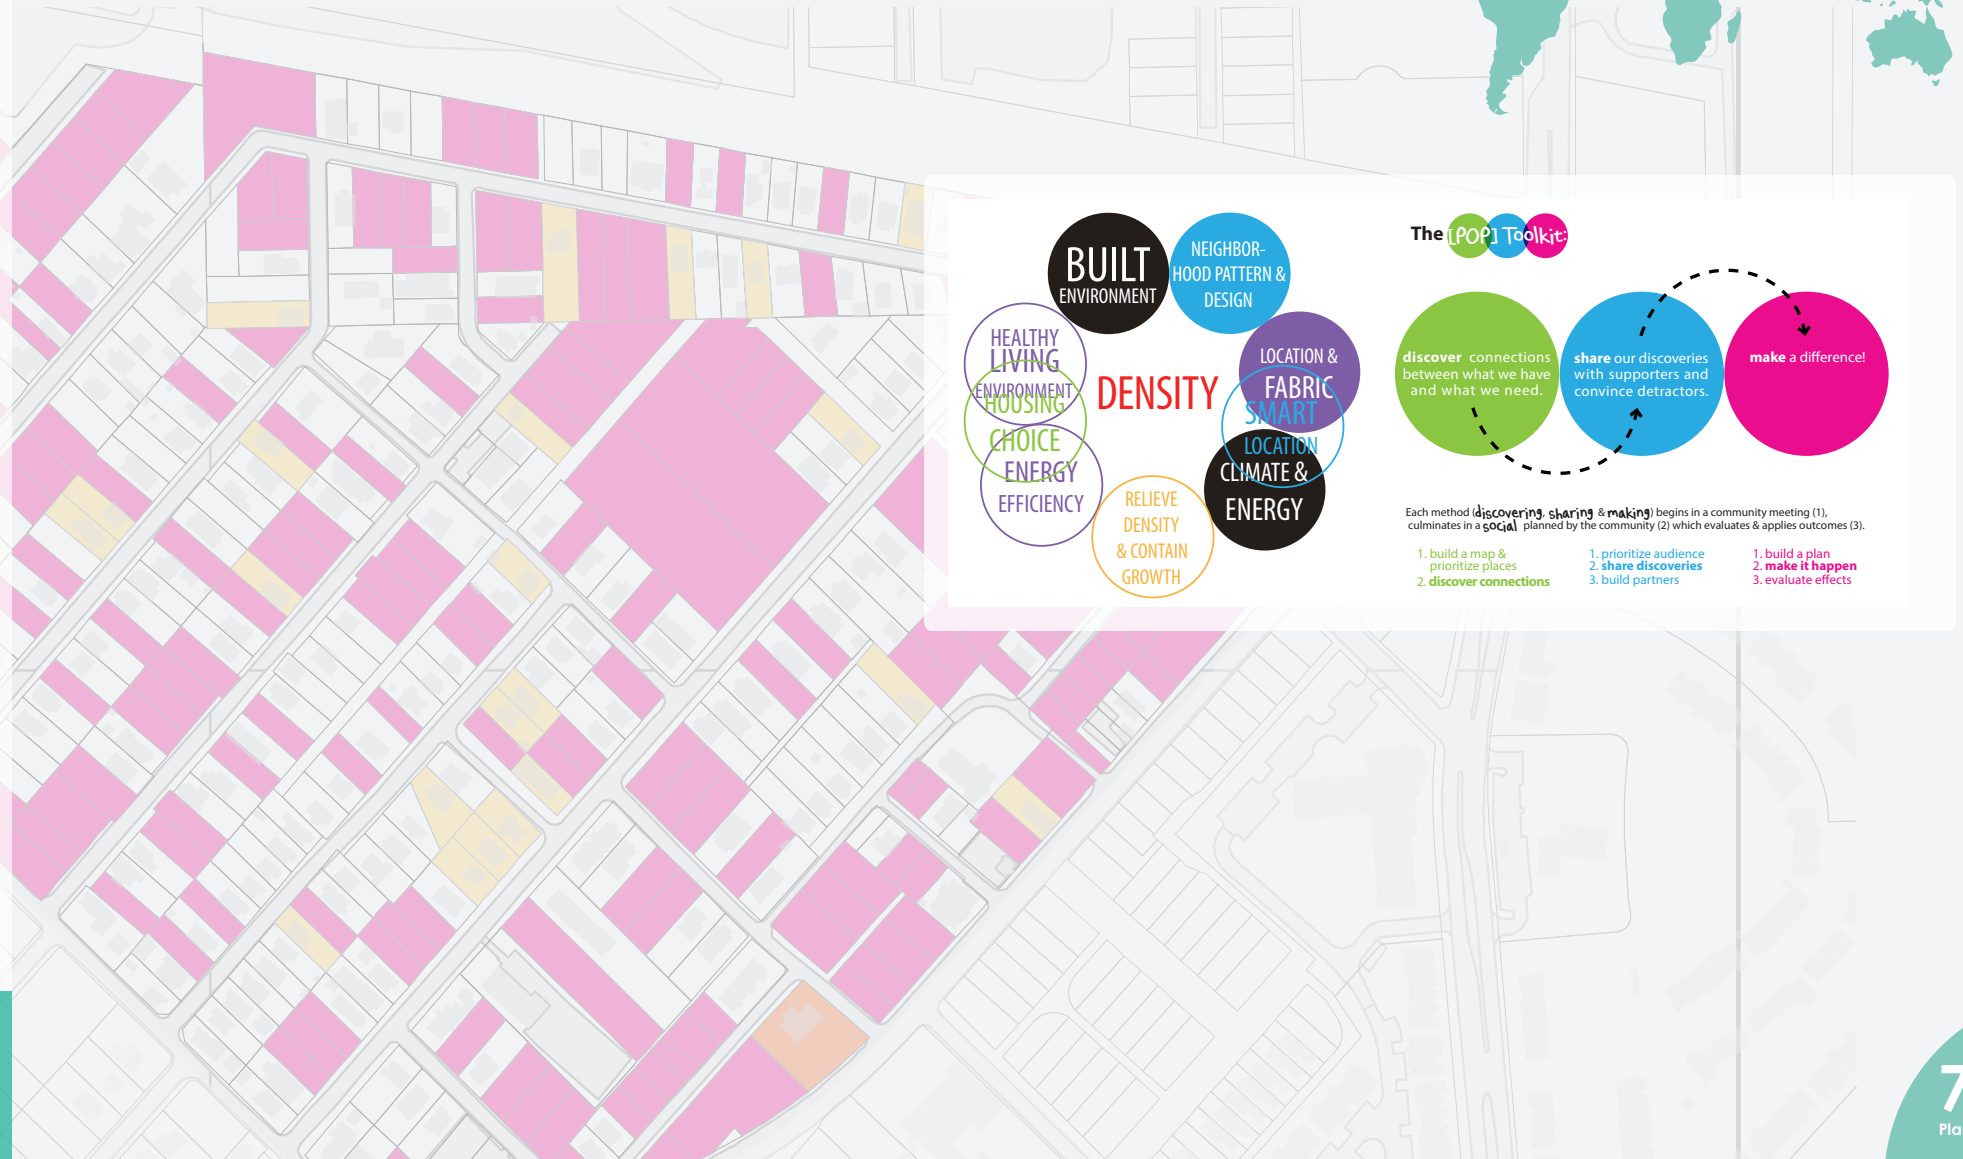 BUILT
ENVIRONMENT
NEIGHBOR-
HOOD PATTERN &
DESIGN
HEALTHY
LIVING
ENVIRONMENT
HOUSING
CHOICE
ENERGY
EFFICIENCY
DENSITY
LOCATION &
FABRIC
SMART
LOCATION
CLIMATE &
ENERGY
RELIEVE
DENSITY
& CONTAIN
GROWTH
The [POP] Toolkit:
discover connections
between what we have
and what we need.
share our discoveries
with supporters and
convince detractors.
make a difference!
Each method (discovering, sharing & making) begins in a community meeting (1),
culminates in a social planned by the community (2) which evaluates & applies outcomes (3).
1. build a map &
prioritize places
2. discover connections
1. prioritize audience
2. share discoveries
3. build partners
1. build a plan
2. make it happen
3. evaluate effects
7
Pla